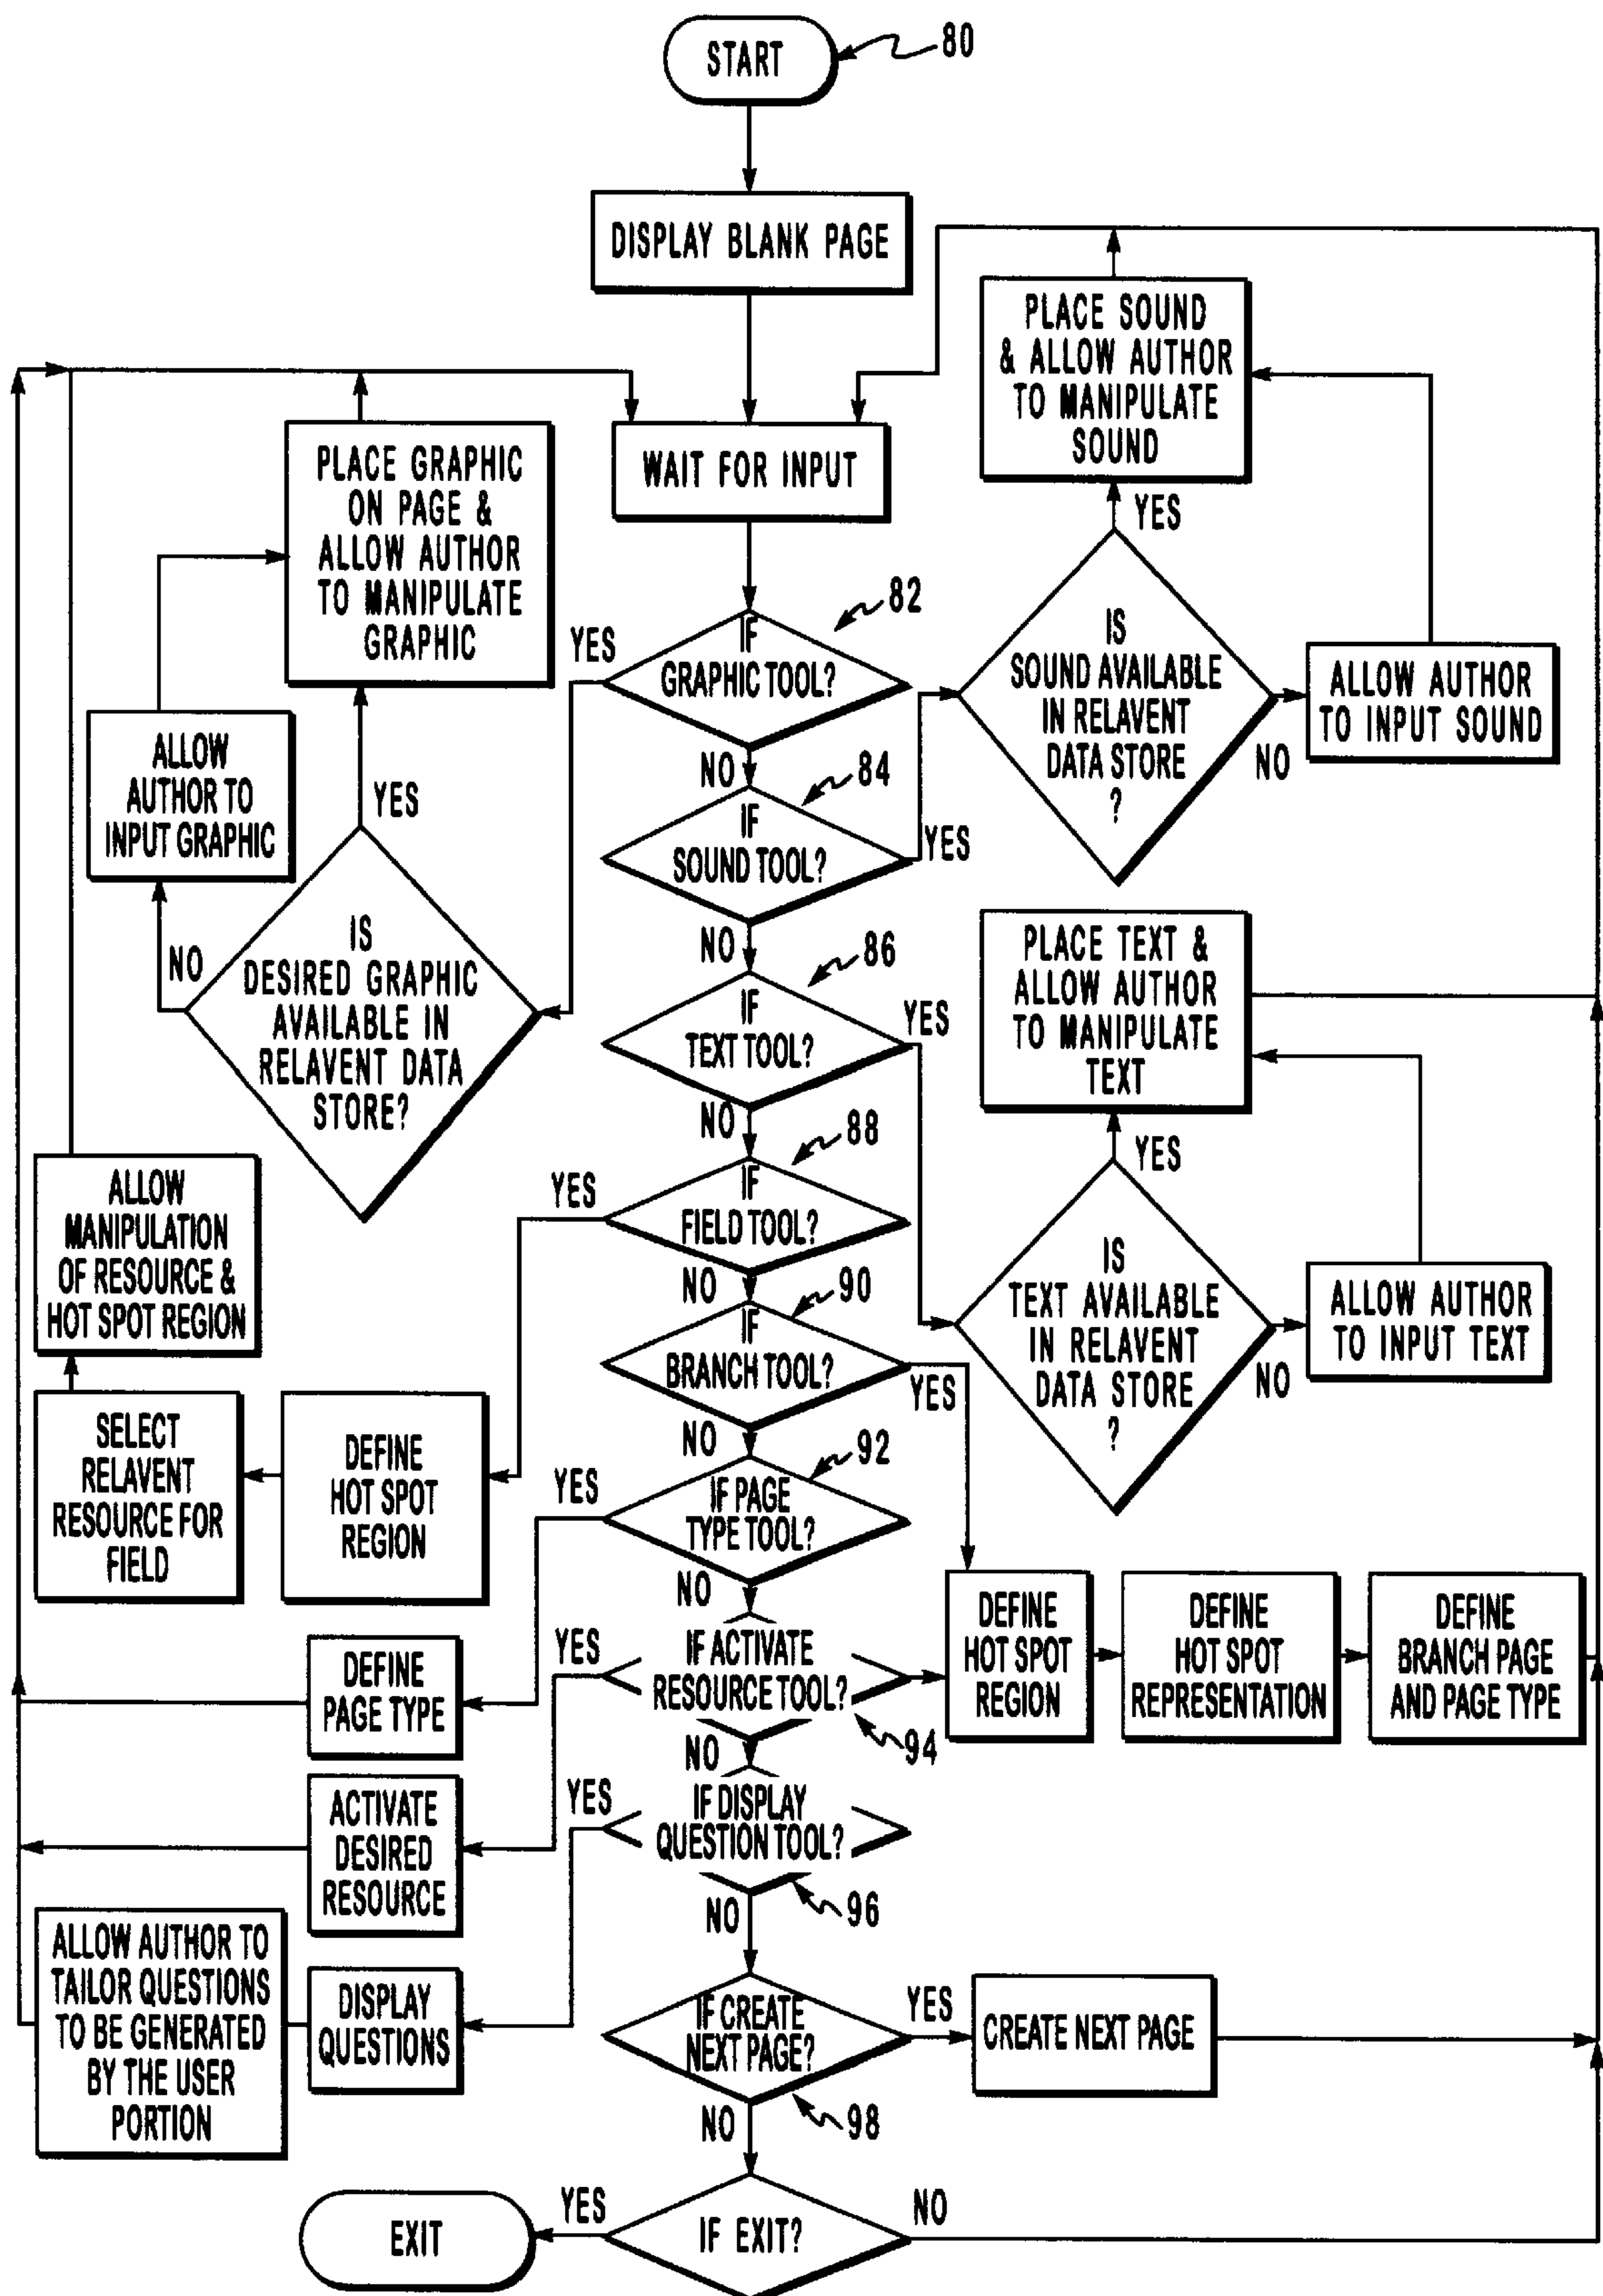 START
80
DISPLAY BLANK PAGE
PLACE SOUND
& ALLOW AUTHOR
TO MANIPULATE
SOUND
PLACE GRAPHIC
ON PAGE &
ALLOW AUTHOR
TO MANIPULATE
GRAPHIC
WAIT FOR INPUT
YES
82
IF
GRAPHIC TOOL?
YES
IS
SOUND AVAILABLE
IN RELAVENT
DATA STORE
?
NO
ALLOW AUTHOR
TO INPUT SOUND
ALLOW
AUTHOR TO
INPUT GRAPHIC
YES
NO
84
IF
SOUND TOOL?
YES
NO
IS
DESIRED GRAPHIC
AVAILABLE IN
RELAVENT DATA
STORE?
NO
86
IF
TEXT TOOL?
YES
PLACE TEXT &
ALLOW AUTHOR
TO MANIPULATE
TEXT
NO
88
YES
IF
FIELD TOOL?
YES
ALLOW
MANIPULATION
OF RESOURCE &
HOT SPOT REGION
NO
90
IF
BRANCH TOOL?
YES
IS
TEXT AVAILABLE
IN RELAVENT
DATA STORE
?
NO
ALLOW AUTHOR
TO INPUT TEXT
SELECT
RELAVENT
RESOURCE FOR
FIELD
DEFINE
HOT SPOT
REGION
NO
92
YES
IF PAGE
TYPE TOOL?
NO
DEFINE
HOT SPOT
REGION
DEFINE
HOT SPOT
REPRESENTATION
DEFINE
BRANCH PAGE
AND PAGE TYPE
DEFINE
PAGE TYPE
YES
IF ACTIVATE
RESOURCE TOOL?
94
NO
ACTIVATE
DESIRED
RESOURCE
YES
IF DISPLAY
QUESTION TOOL?
96
NO
ALLOW AUTHOR TO
TAILOR QUESTIONS
TO BE GENERATED
BY THE USER
PORTION
DISPLAY
QUESTIONS
IF CREATE
NEXT PAGE?
YES
CREATE NEXT PAGE
98
NO
EXIT
YES
IF EXIT?
NO